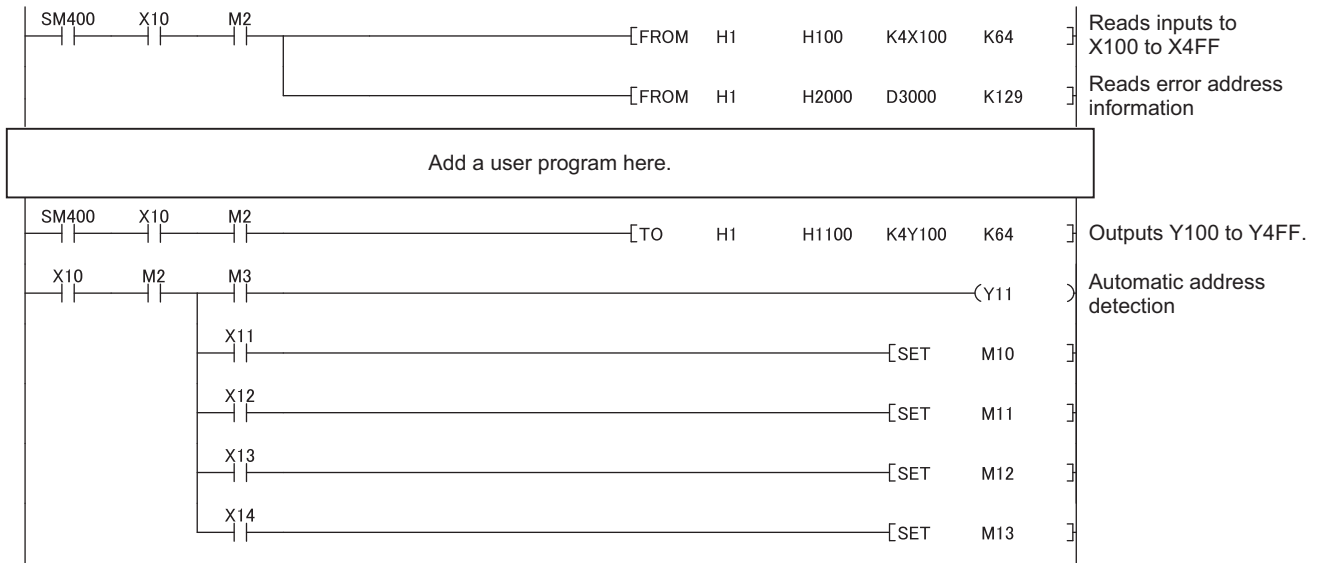 SM400 X10 M2
[FROM H1 H100 K4X100 K64 ]
Reads inputs to
X100 to X4FF
[FROM H1 H2000 D3000 K129 ]
Reads error address
information
Add a user program here.
SM400 X10 M2
[TO H1 H1100 K4Y100 K64 ]
Outputs Y100 to Y4FF.
X10 M2 M3
(Y11 )
Automatic address
detection
X11
[SET M10 ]
X12
[SET M11 ]
X13
[SET M12 ]
X14
[SET M13 ]